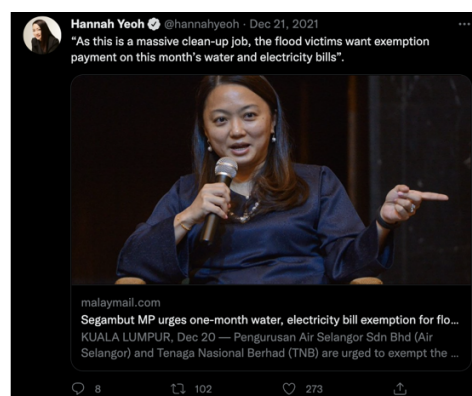 Hannah Yeoh @hannahyeoh · Dec 21, 2021
“As this is a massive clean-up job, the flood victims want exemption
payment on this month’s water and electricity bills”.
malaymail.com
Segambut MP urges one-month water, electricity bill exemption for flo...
KUALA LUMPUR, Dec 20 — Pengurusan Air Selangor Sdn Bhd (Air
Selangor) and Tenaga Nasional Berhad (TNB) are urged to exempt the ...
8 102 273